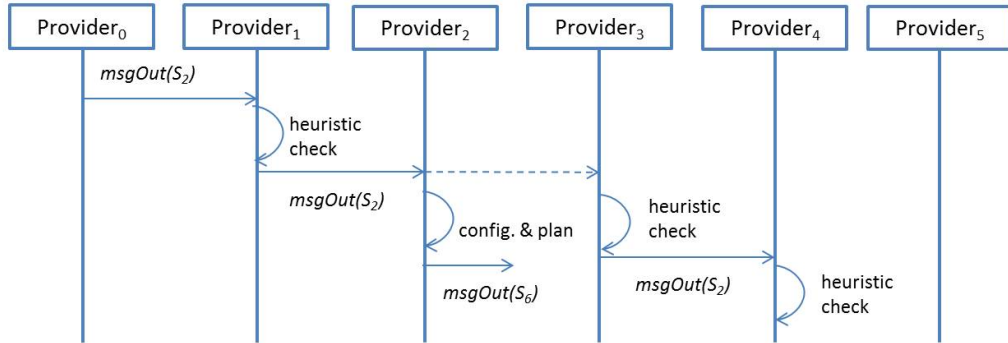 Provider₀ Provider₁ Provider₂ Provider₃ Provider₄ Provider₅
msgOut(S₂)
heuristic
check
msgOut(S₂)
config. & plan
msgOut(S₆)
heuristic
check
msgOut(S₂)
heuristic
check